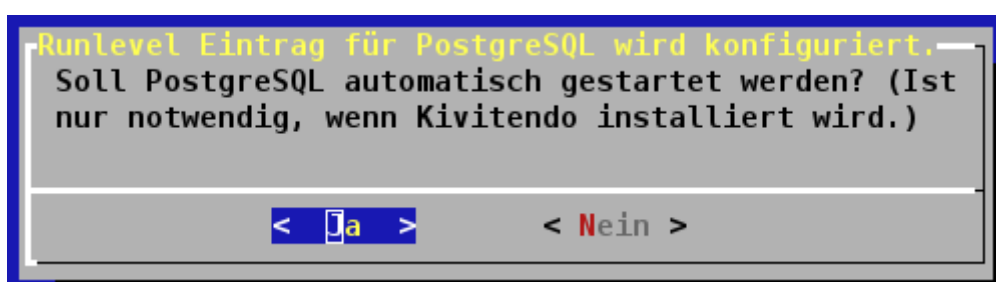 Runlevel Eintrag für PostgreSQL wird konfiguriert.
Soll PostgreSQL automatisch gestartet werden? (Ist
nur notwendig, wenn Kivitendo installiert wird.)
< Ja > < Nein >